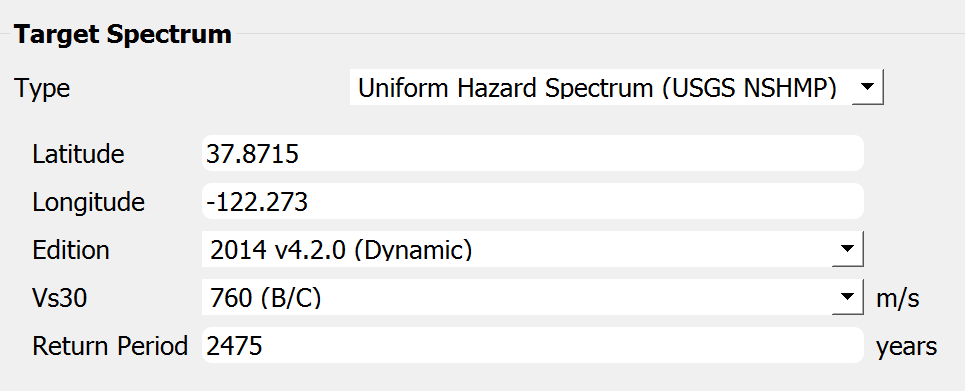 Target Spectrum
Type Uniform Hazard Spectrum (USGS NSHMP)
Latitude 37.8715
Longitude -122.273
Edition 2014 v4.2.0 (Dynamic)
Vs30 760 (B/C) m/s
Return Period 2475 years